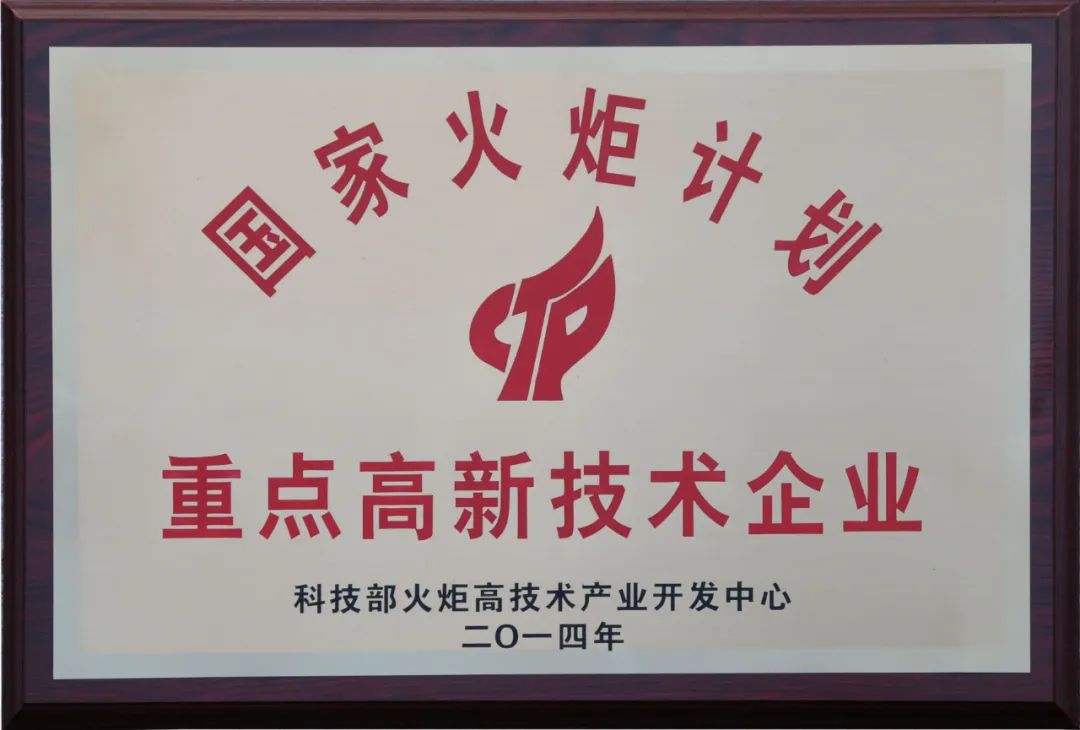 国家火炬计划
重点高新技术企业
科技部火炬高技术产业开发中心
二〇一四年